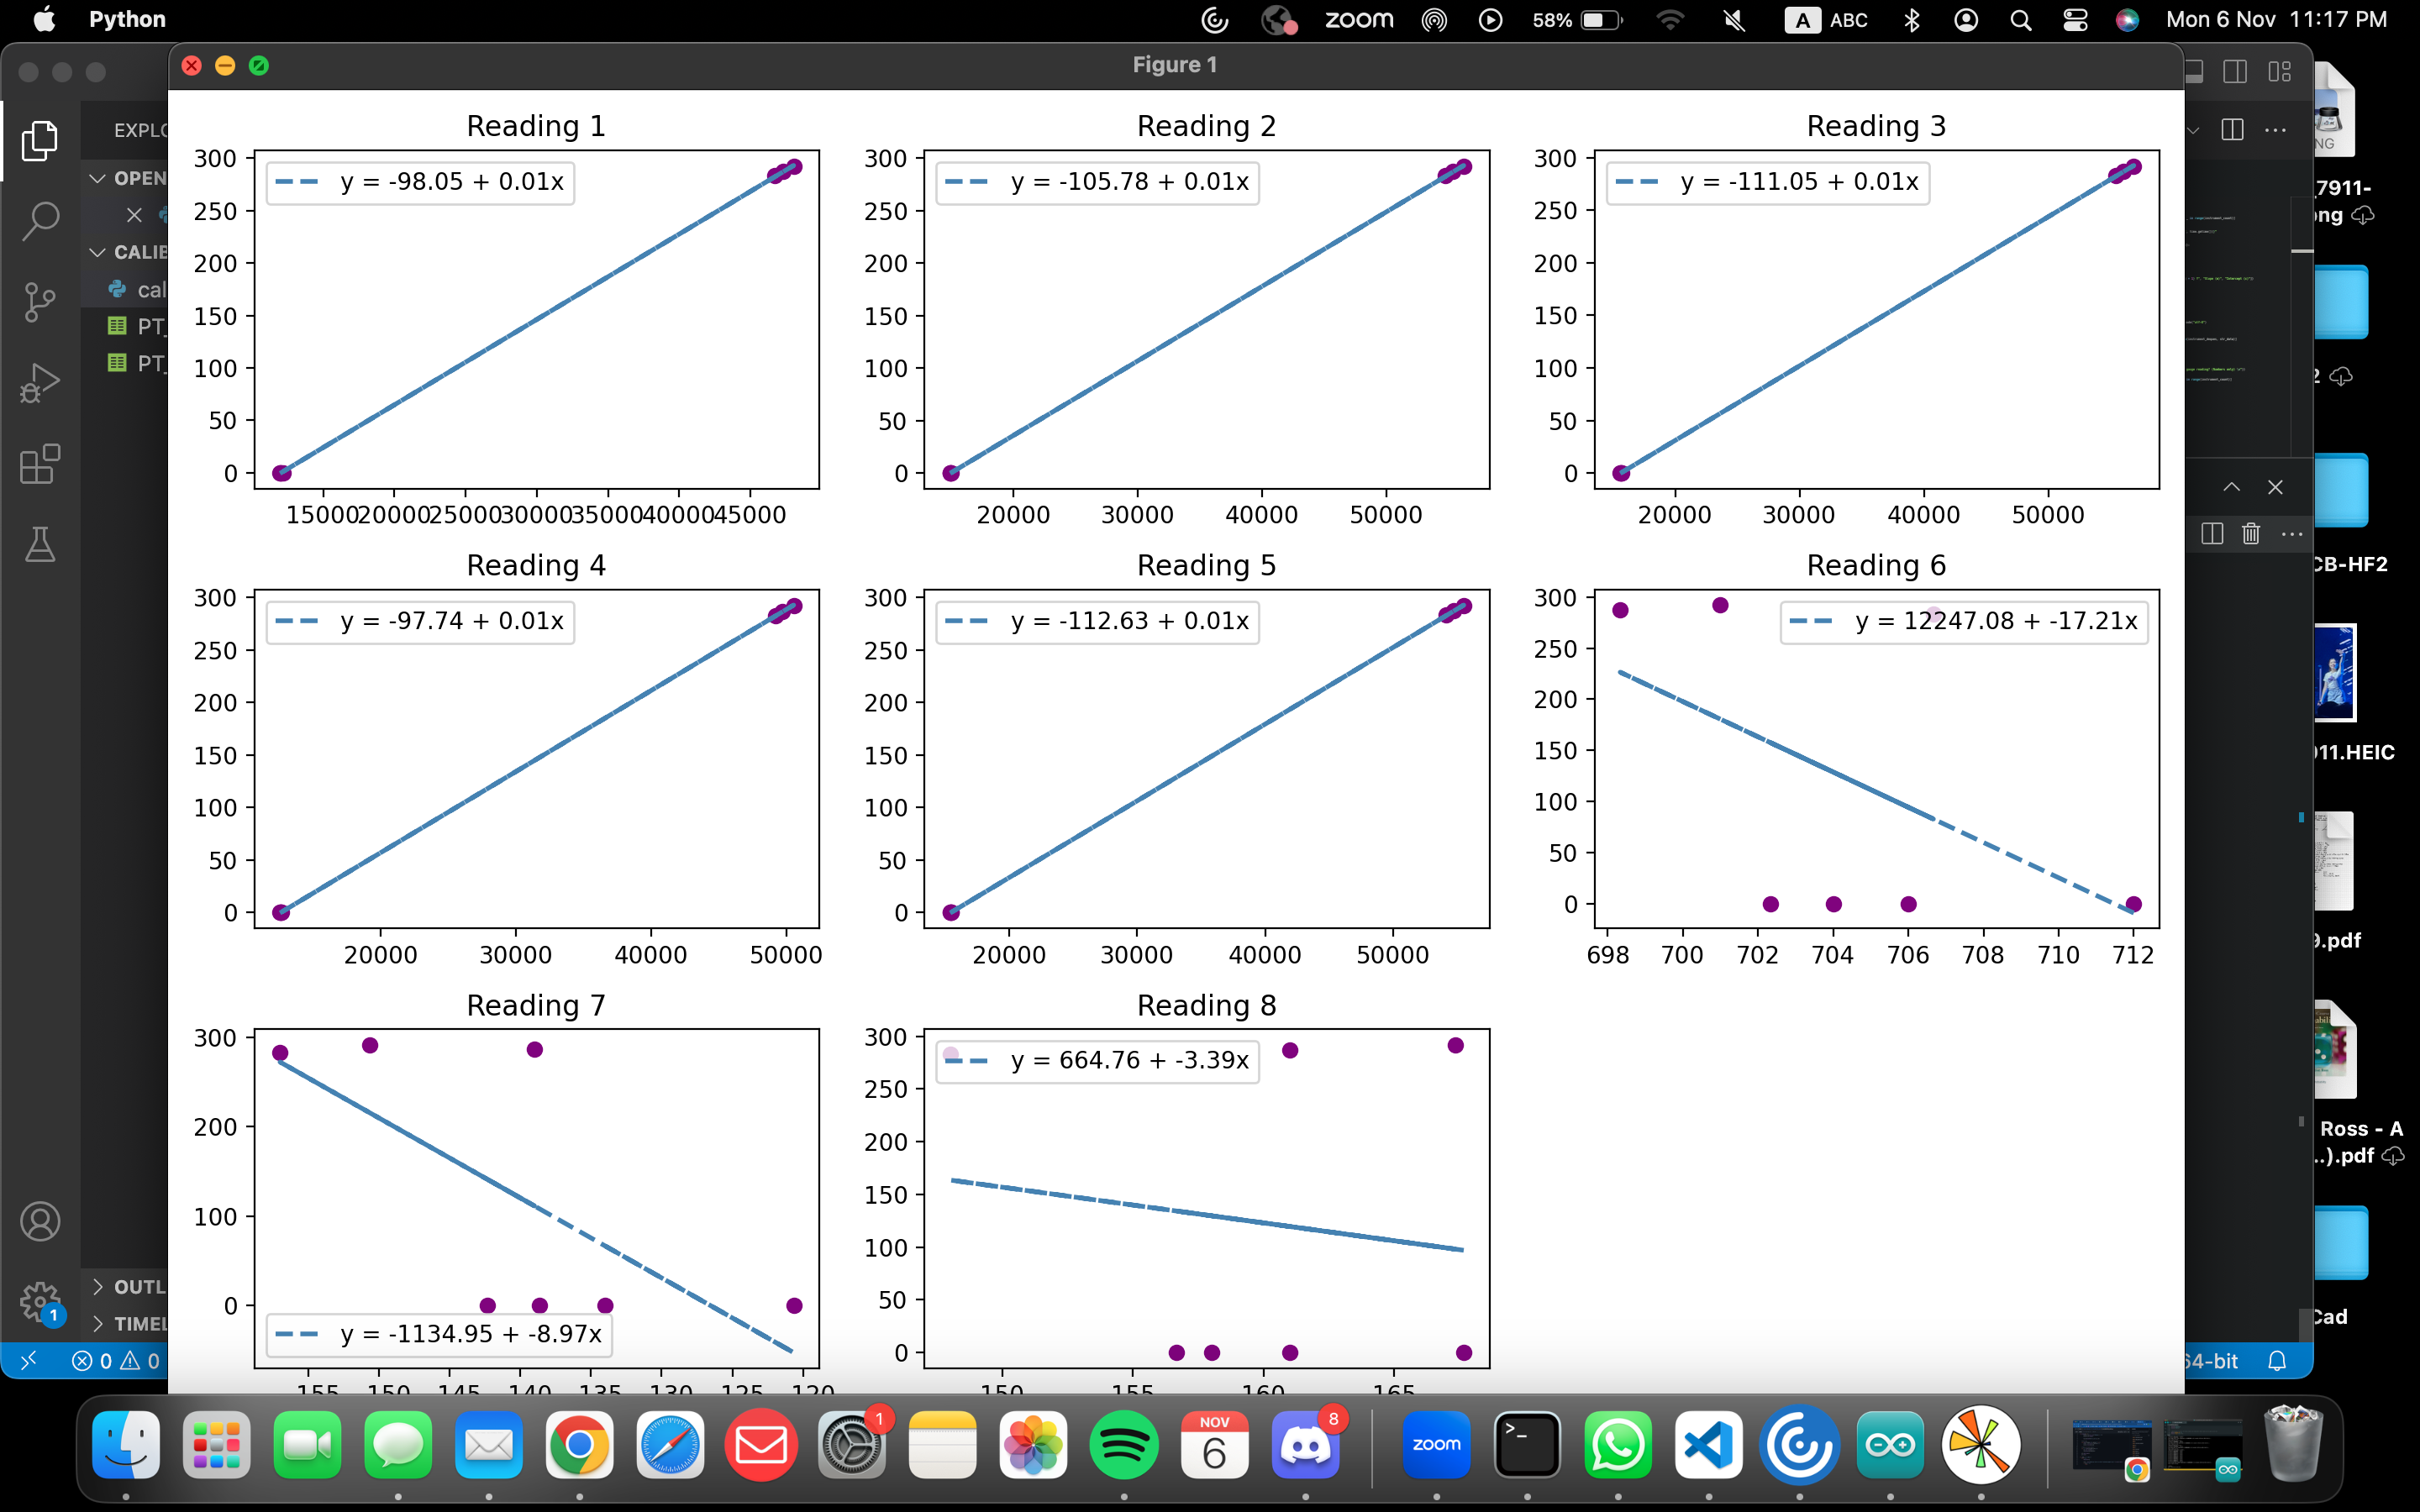 Python
zoom
58%
A ABC
Mon 6 Nov 11:17 PM
Figure 1
EXPLO
OPEN
CALIB
cal
PT_
PT_
OUTL
TIMEL
0 0
1
Reading 1
y = -98.05 + 0.01x
300
250
200
150
100
50
0
15000 20000 25000 30000 35000 40000 45000
Reading 2
y = -105.78 + 0.01x
300
250
200
150
100
50
0
20000 30000 40000 50000
Reading 3
y = -111.05 + 0.01x
300
250
200
150
100
50
0
20000 30000 40000 50000
Reading 4
y = -97.74 + 0.01x
300
250
200
150
100
50
0
20000 30000 40000 50000
Reading 5
y = -112.63 + 0.01x
300
250
200
150
100
50
0
20000 30000 40000 50000
Reading 6
y = 12247.08 + -17.21x
300
250
200
150
100
50
0
698 700 702 704 706 708 710 712
Reading 7
300
200
100
0
y = -1134.95 + -8.97x
155 150 145 140 135 130 125 120
Reading 8
y = 664.76 + -3.39x
300
250
200
150
100
50
0
150 155 160 165
NG
_7911-
ong
2
CB-HF2
011.HEIC
9.pdf
Ross - A
..).pdf
Cad
64-bit
1
NOV
6
8
zoom